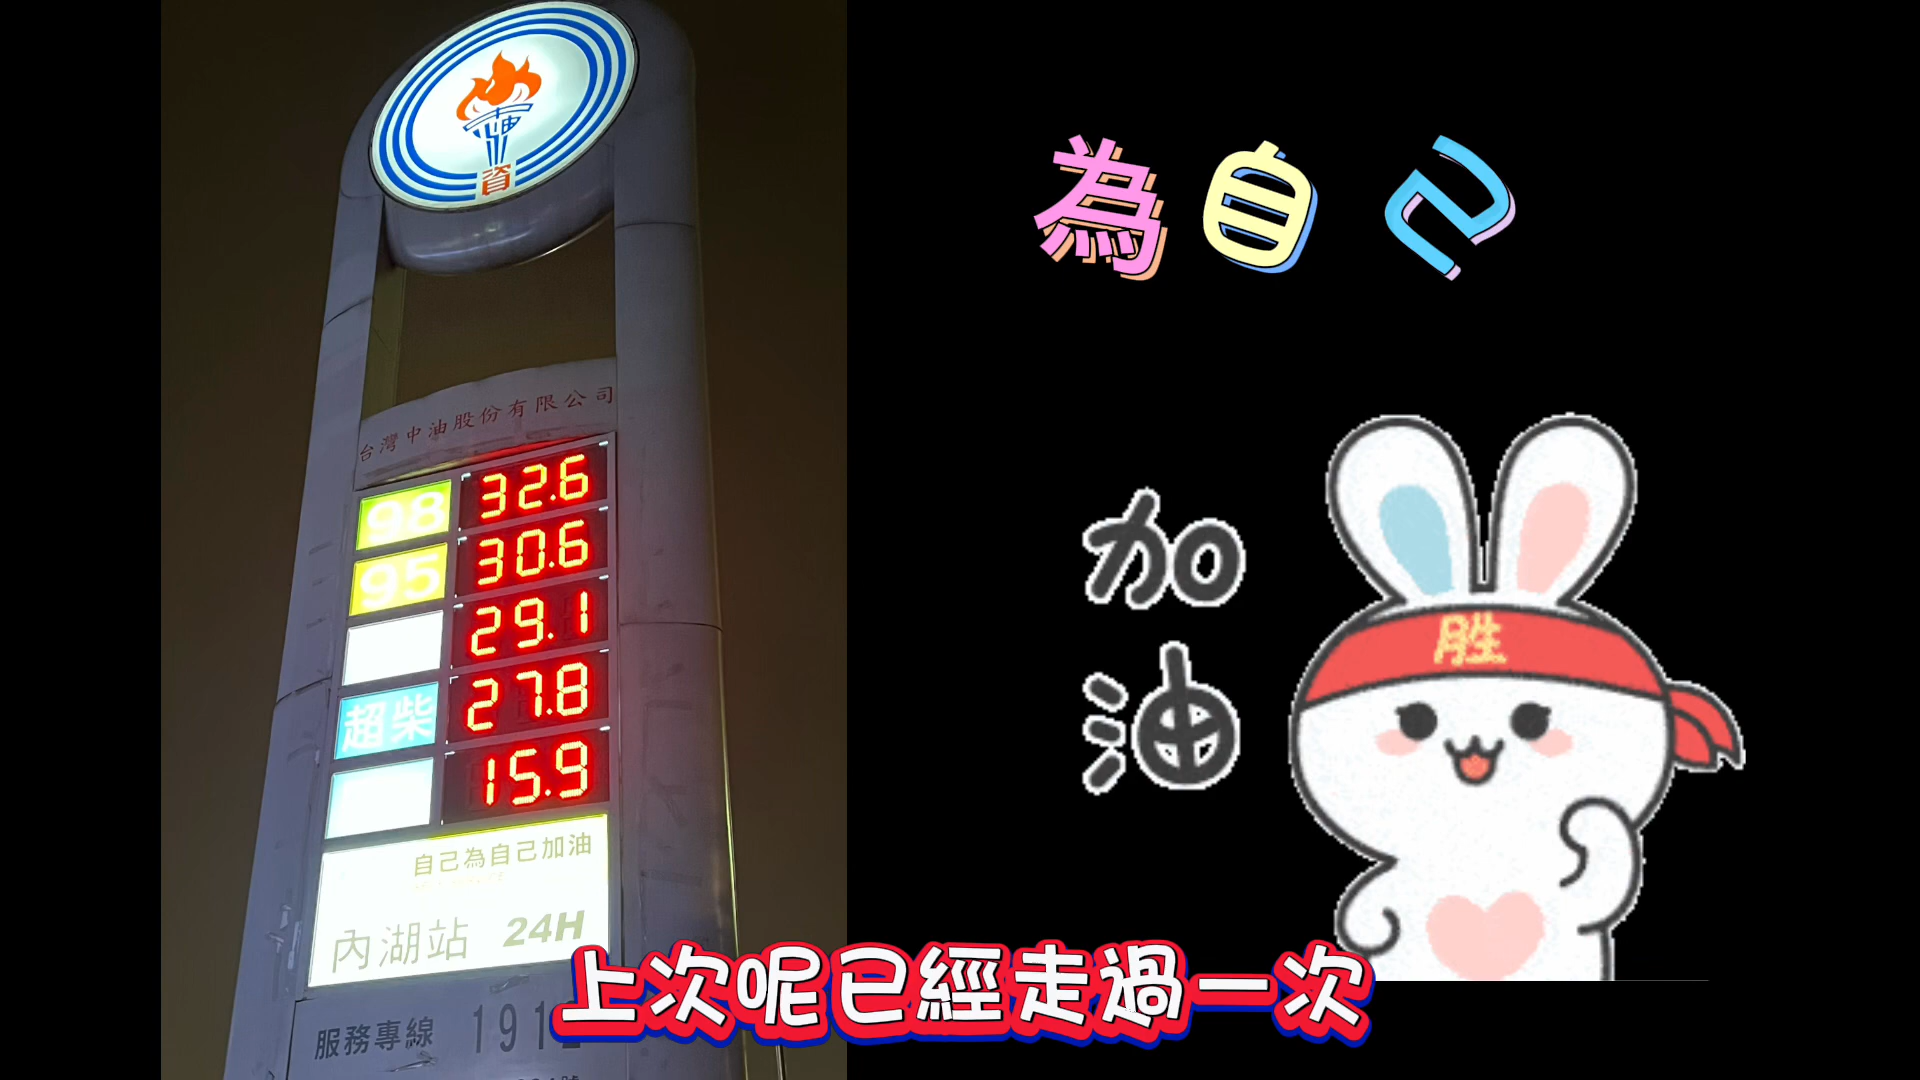 資
台灣中油股份有限公司
98 32.6
95 30.6
29.1
超柴 27.8
15.9
自己為自己加油
內湖站 24H
服務專線 191
為自己
加油
胜
上次呢已經走過一次